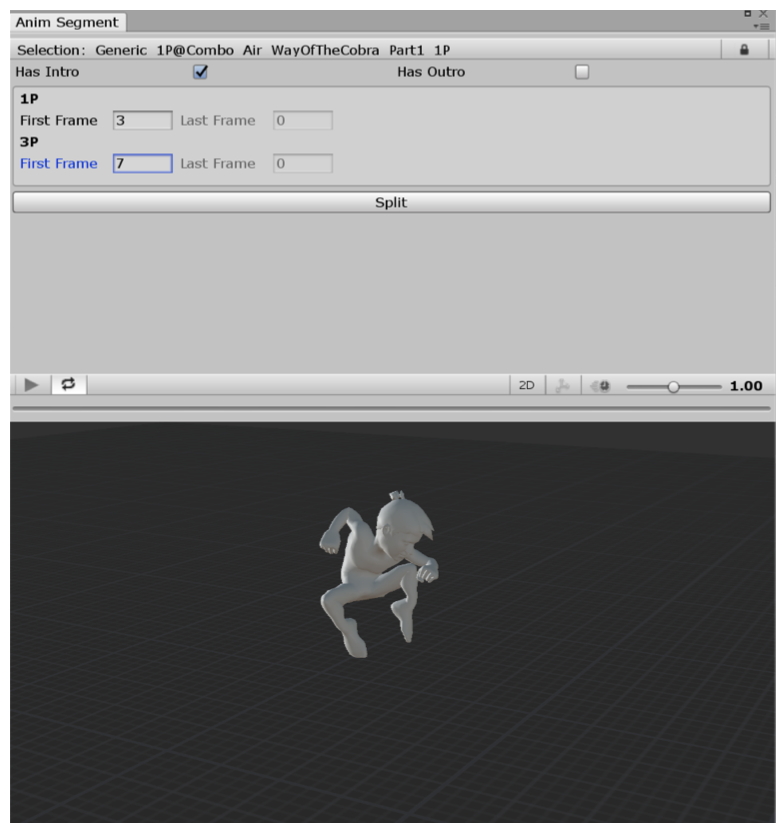 Anim Segment
Selection: Generic 1P@Combo Air WayOfTheCobra Part1 1P
Has Intro Has Outro
1P
First Frame 3 Last Frame 0
3P
First Frame 7 Last Frame 0
Split
2D 1.00